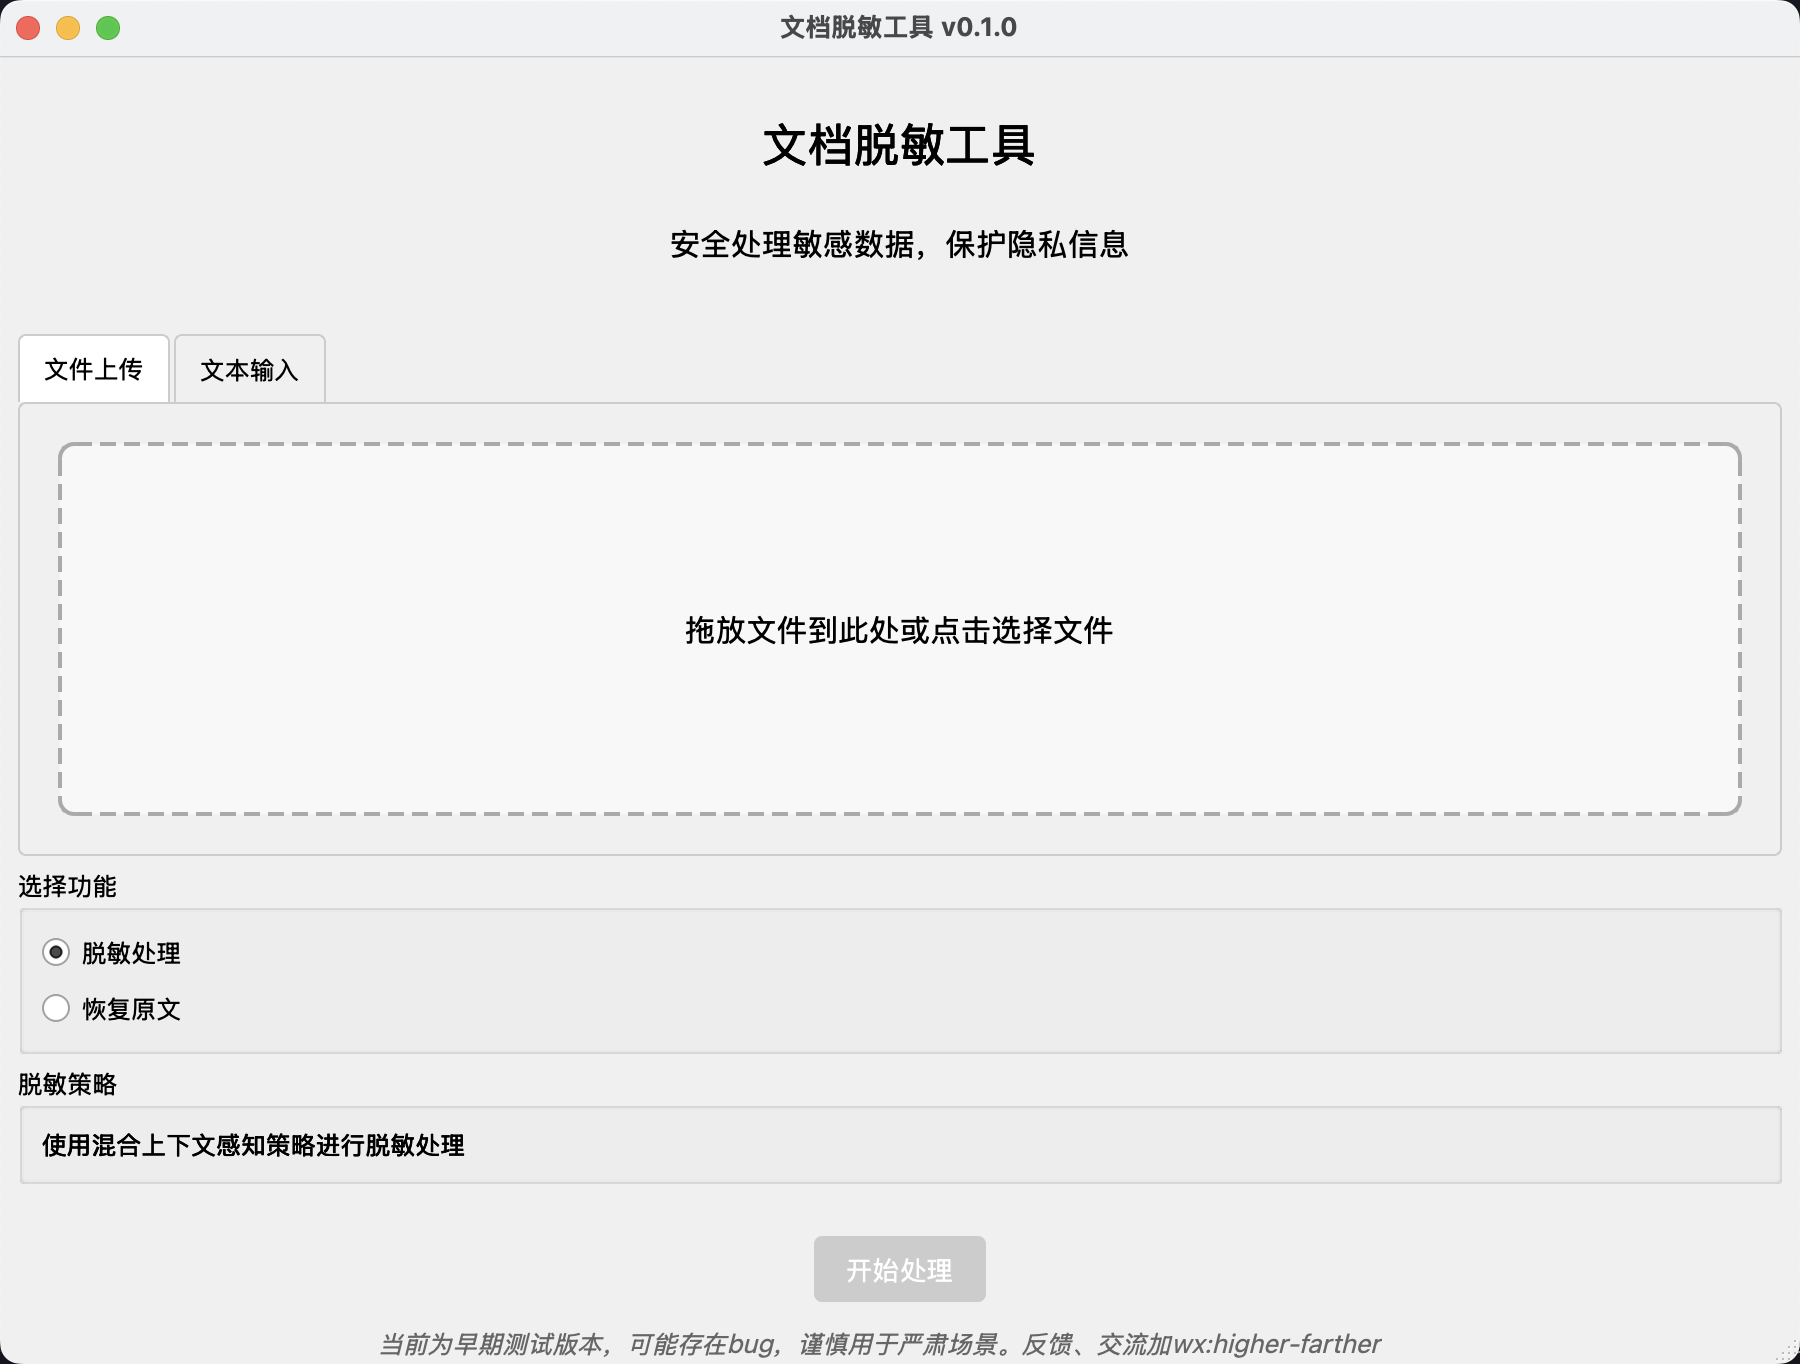 文档脱敏工具 v0.1.0
文档脱敏工具
安全处理敏感数据，保护隐私信息
文件上传
文本输入
拖放文件到此处或点击选择文件
选择功能
脱敏处理
恢复原文
脱敏策略
使用混合上下文感知策略进行脱敏处理
开始处理
当前为早期测试版本，可能存在bug，谨慎用于严肃场景。反馈、交流加wx:higher-farther